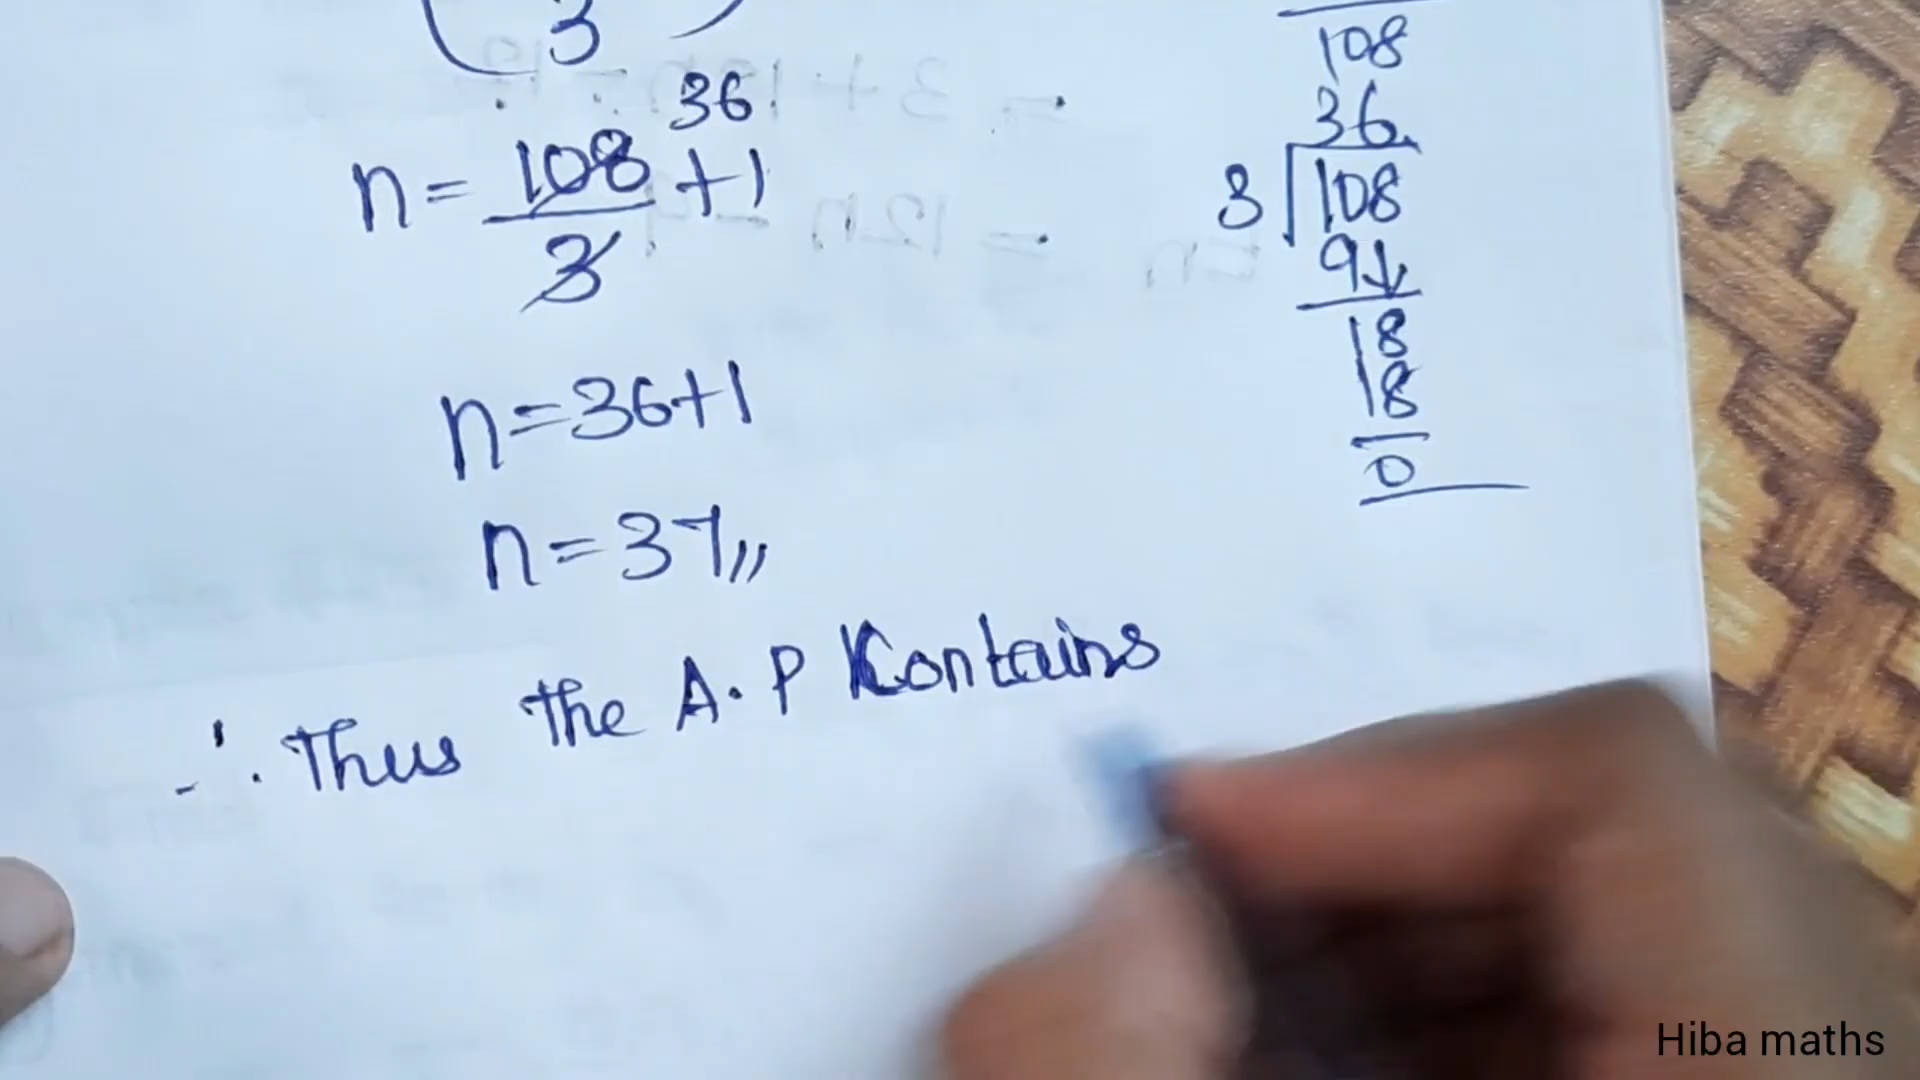 3
36
n = 108/3 + 1
n = 36+1
n = 37,,
∴ Thus the A.P Contains
108
36
3 108
9↓
18
18
0
Hiba maths